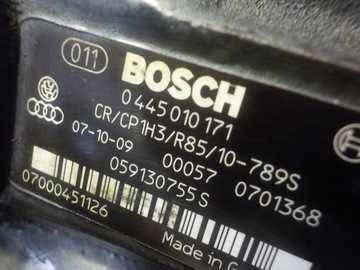 011
BOSCH
0 445 010 171
CR/CP1H3/R85/10-789S
07-10-09 00057 0701368
059130755 S
07000451126
Made in